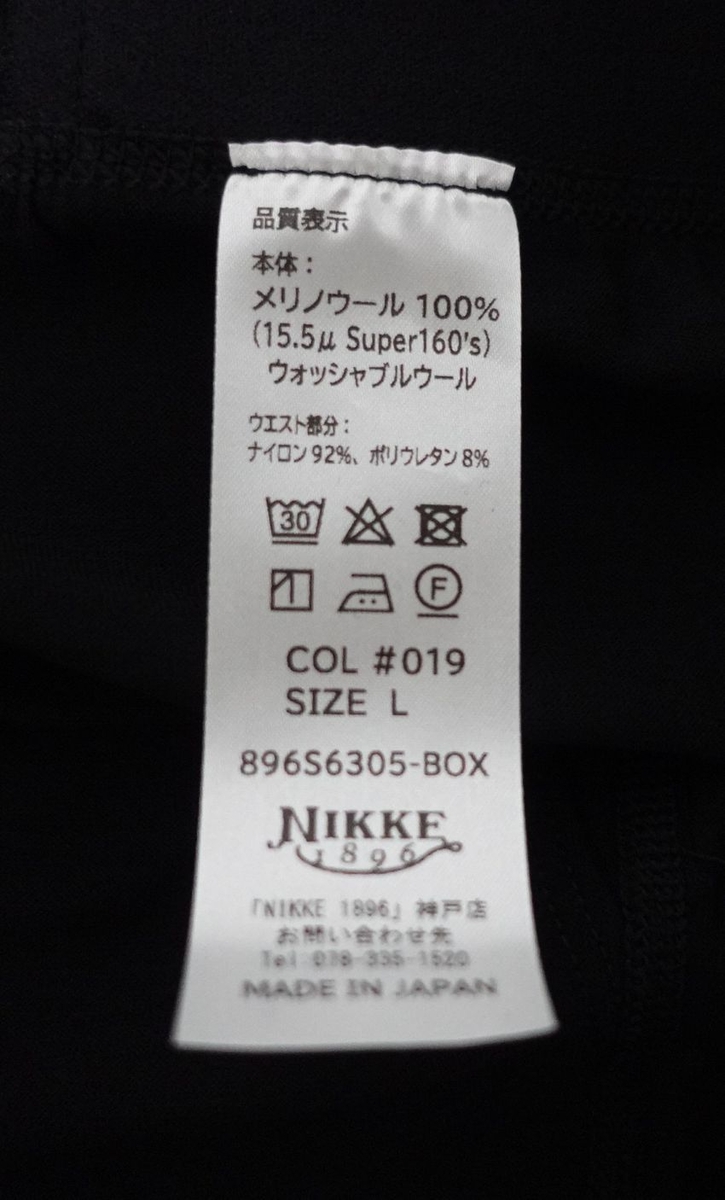 品質表示
本体:
メリノウール 100%
(15.5μ Super160's)
ウォッシャブルウール
ウエスト部分:
ナイロン92%、ポリウレタン8%
30
F
COL #019
SIZE L
896S6305-BOX
NIKKE
1896
「NIKKE 1896」神戸店
お問い合わせ先
Tel:078-335-1520
MADE IN JAPAN